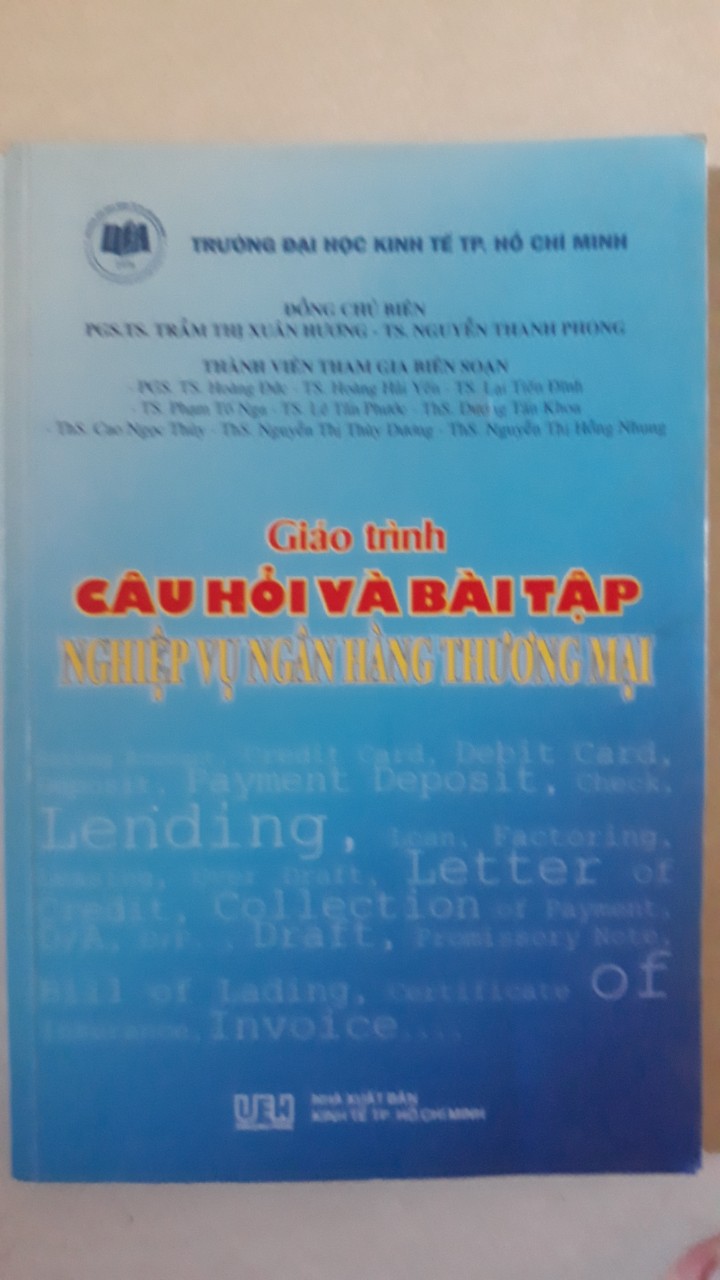 TRƯỜNG ĐẠI HỌC KINH TẾ TP. HỒ CHÍ MINH
ĐỒNG CHỦ BIÊN
PGS.TS. TRẦM THỊ XUÂN HƯƠNG - TS. NGUYỄN THANH PHONG
THÀNH VIÊN THAM GIA BIÊN SOẠN
- PGS. TS. Hoàng Đức - TS. Hoàng Hải Yến - TS. Lại Tiến Dĩnh
- TS. Phạm Tố Nga - TS. Lê Tấn Phước - ThS. Dương Tấn Khoa
- ThS. Cao Ngọc Thủy - ThS. Nguyễn Thị Thùy Dương - ThS. Nguyễn Thị Hồng Nhung
Giáo trình
CÂU HỎI VÀ BÀI TẬP
NGHIỆP VỤ NGÂN HÀNG THƯƠNG MẠI
Credit Card, Debit Card,
Payment Deposit, Check,
Lending, Loan, Factoring,
Over Draft, Letter of
Credit, Collection of Payment,
D/A, Draft, Promissory Note,
Bill of Lading, Certificate of
Insurance, Invoice....
UEH NHÀ XUẤT BẢN
KINH TẾ TP. HỒ CHÍ MINH